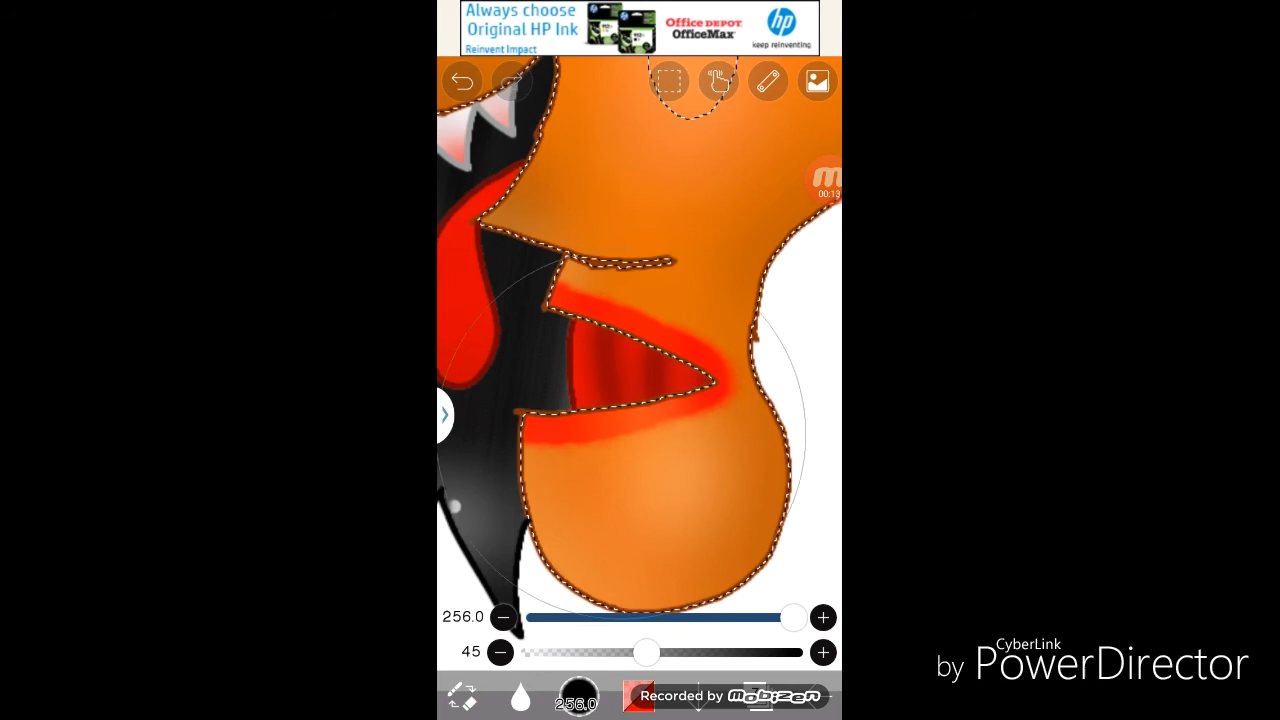 Always choose
Original HP Ink
Reinvent Impact
Office DEPOT
OfficeMax
hp
keep reinventing
00:13
256.0
45
256.0
Recorded by mobizen
CyberLink
by PowerDirector